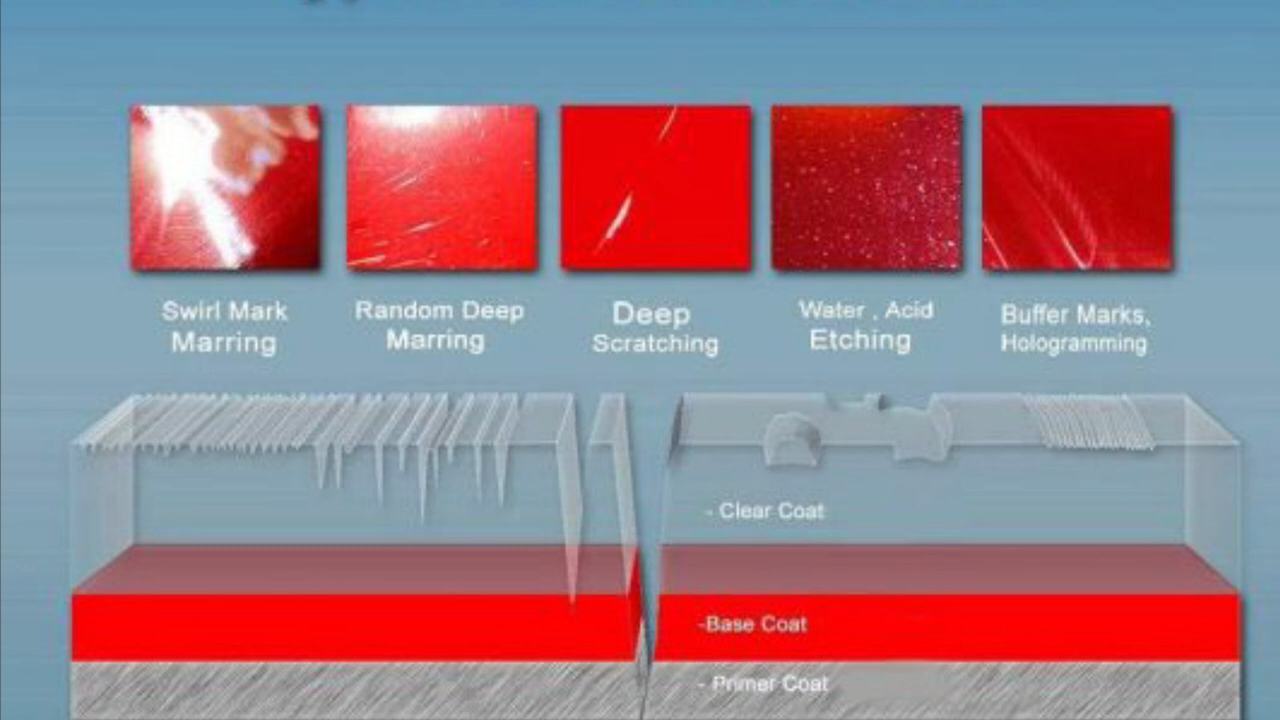 Swirl Mark
Marring
Random Deep
Marring
Deep
Scratching
Water , Acid
Etching
Buffer Marks,
Hologramming
- Clear Coat
-Base Coat
- Primer Coat